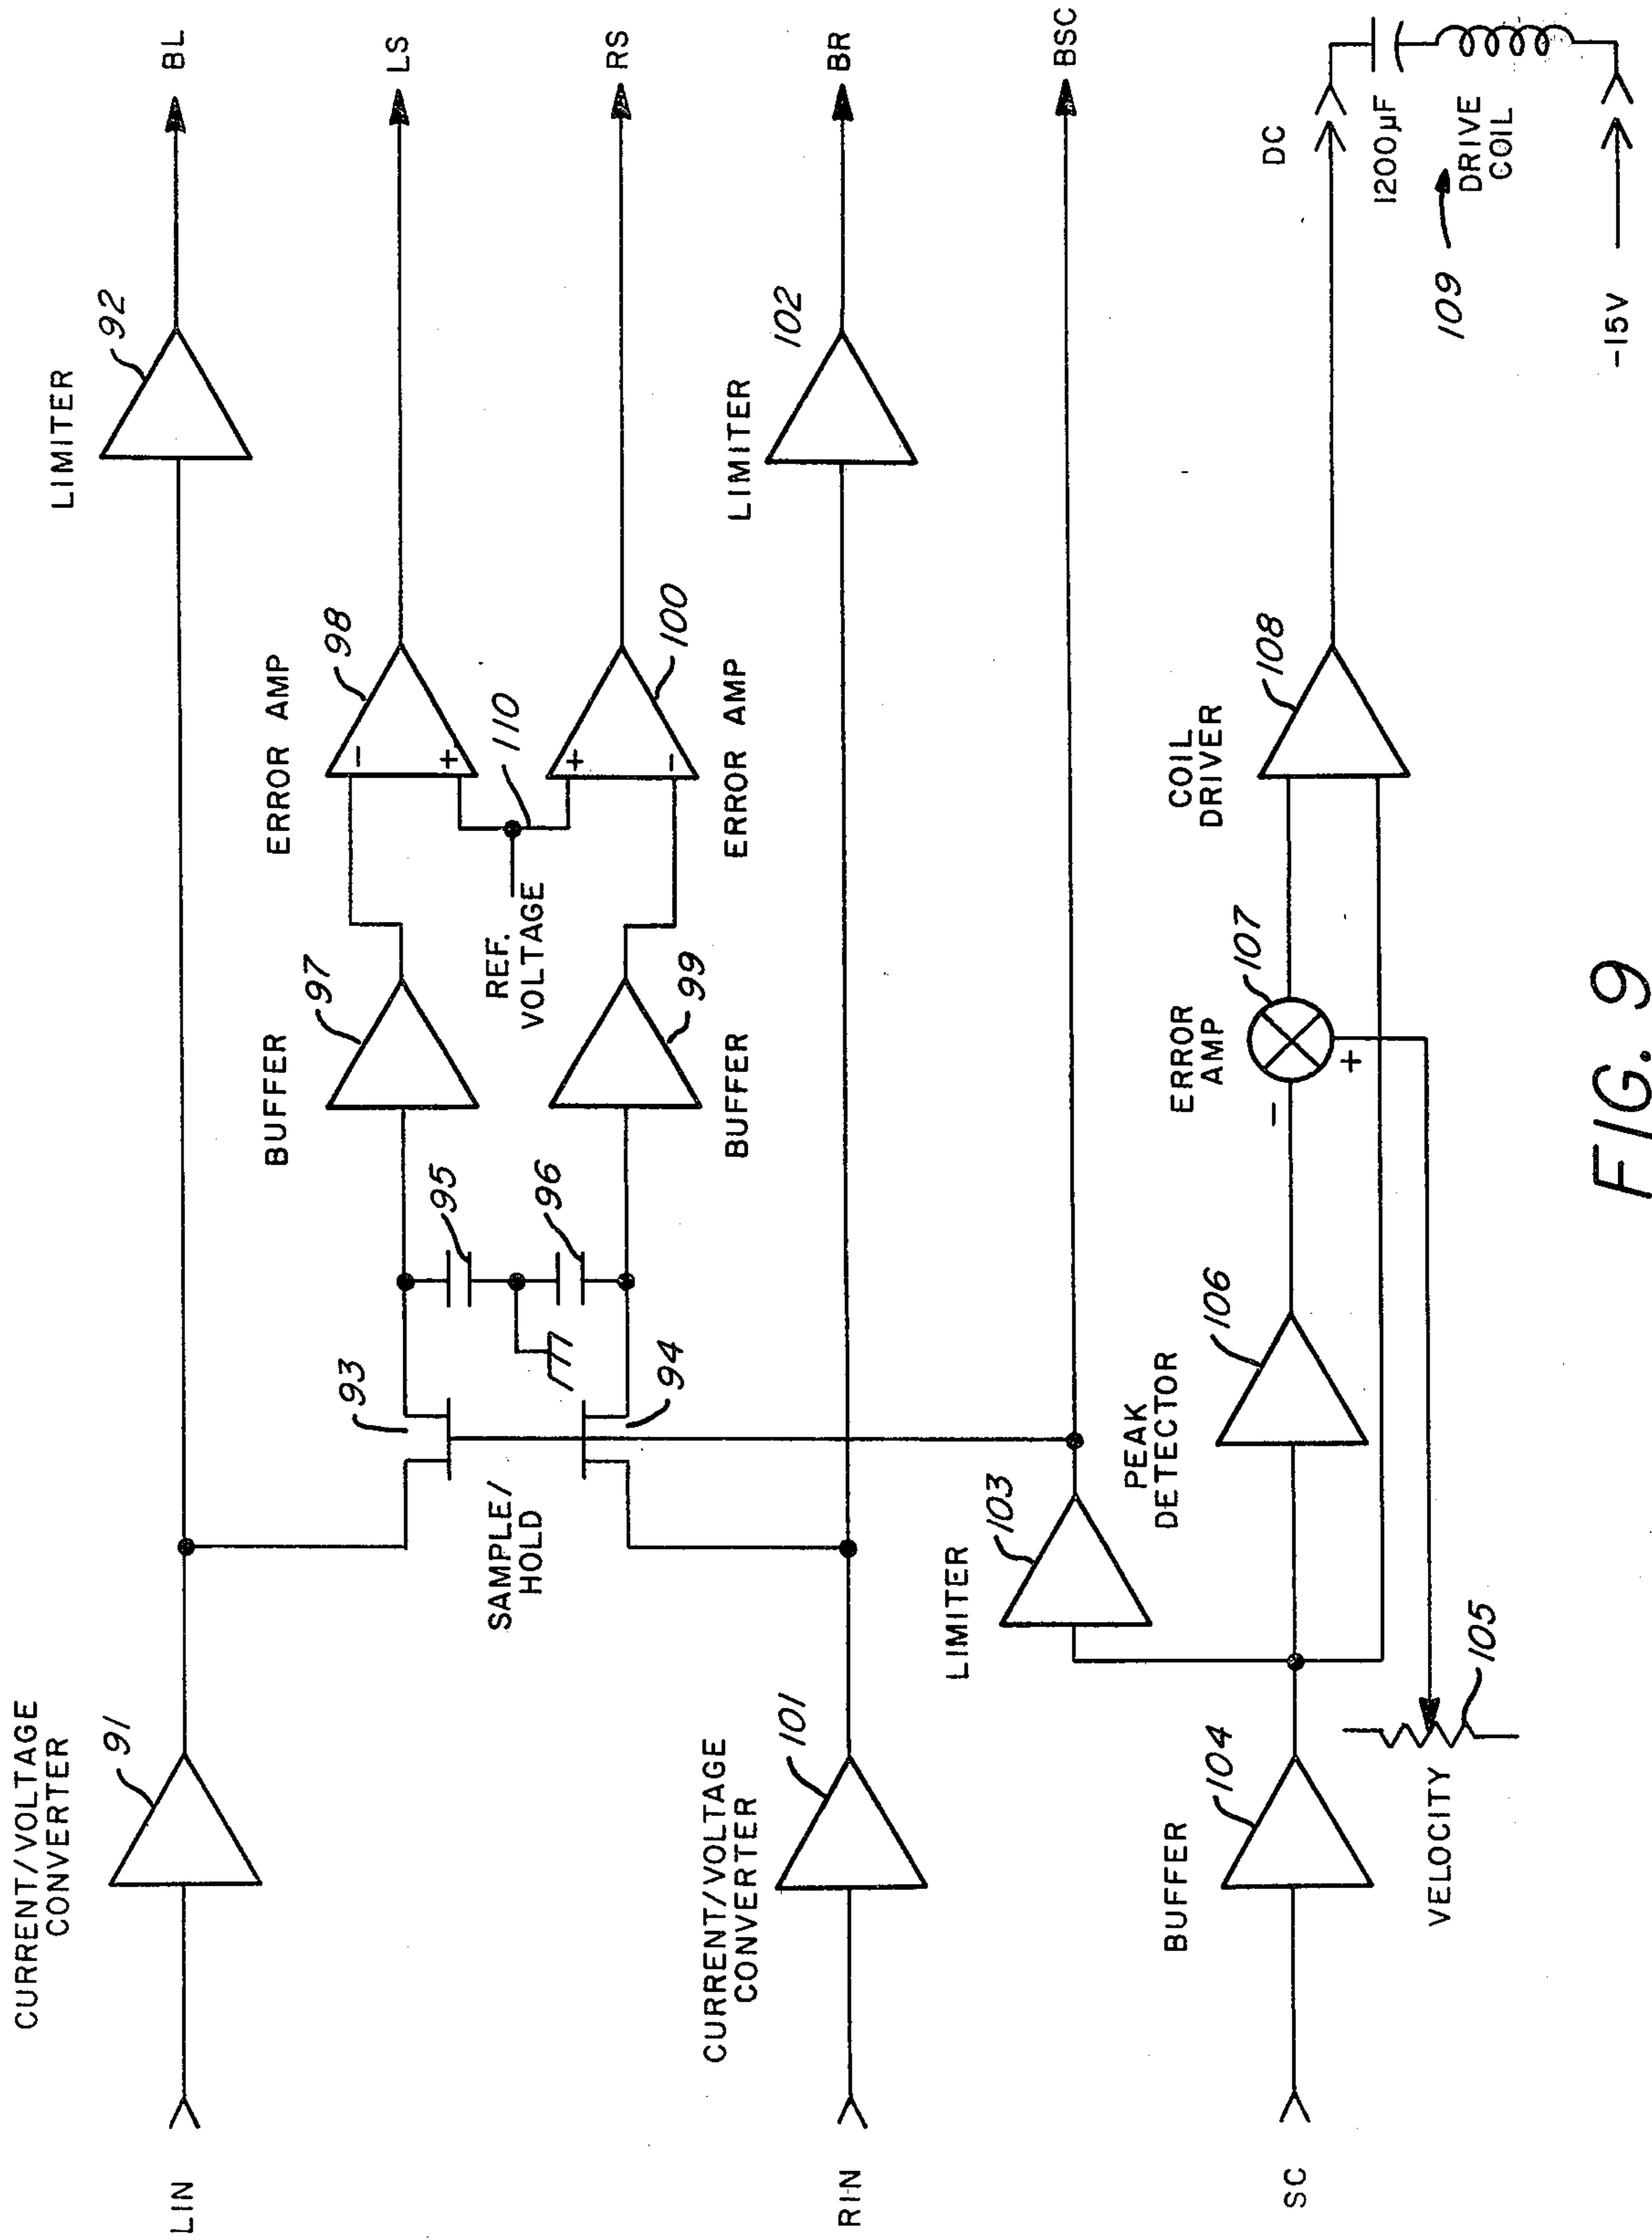 CURRENT/VOLTAGE
CONVERTER
LIN
91
LIMITER
92
BL
SAMPLE/
HOLD
93
94
95
96
BUFFER
97
BUFFER
99
REF.
VOLTAGE
110
ERROR AMP
98
-
+
LS
ERROR AMP
100
+
-
RS
CURRENT/VOLTAGE
CONVERTER
RIN
101
LIMITER
102
BR
LIMITER
103
BSC
BUFFER
SC
104
VELOCITY
105
PEAK
DETECTOR
106
ERROR
AMP
107
-
+
COIL
DRIVER
108
DC
1200µF
109
DRIVE
COIL
-15V
FIG. 9